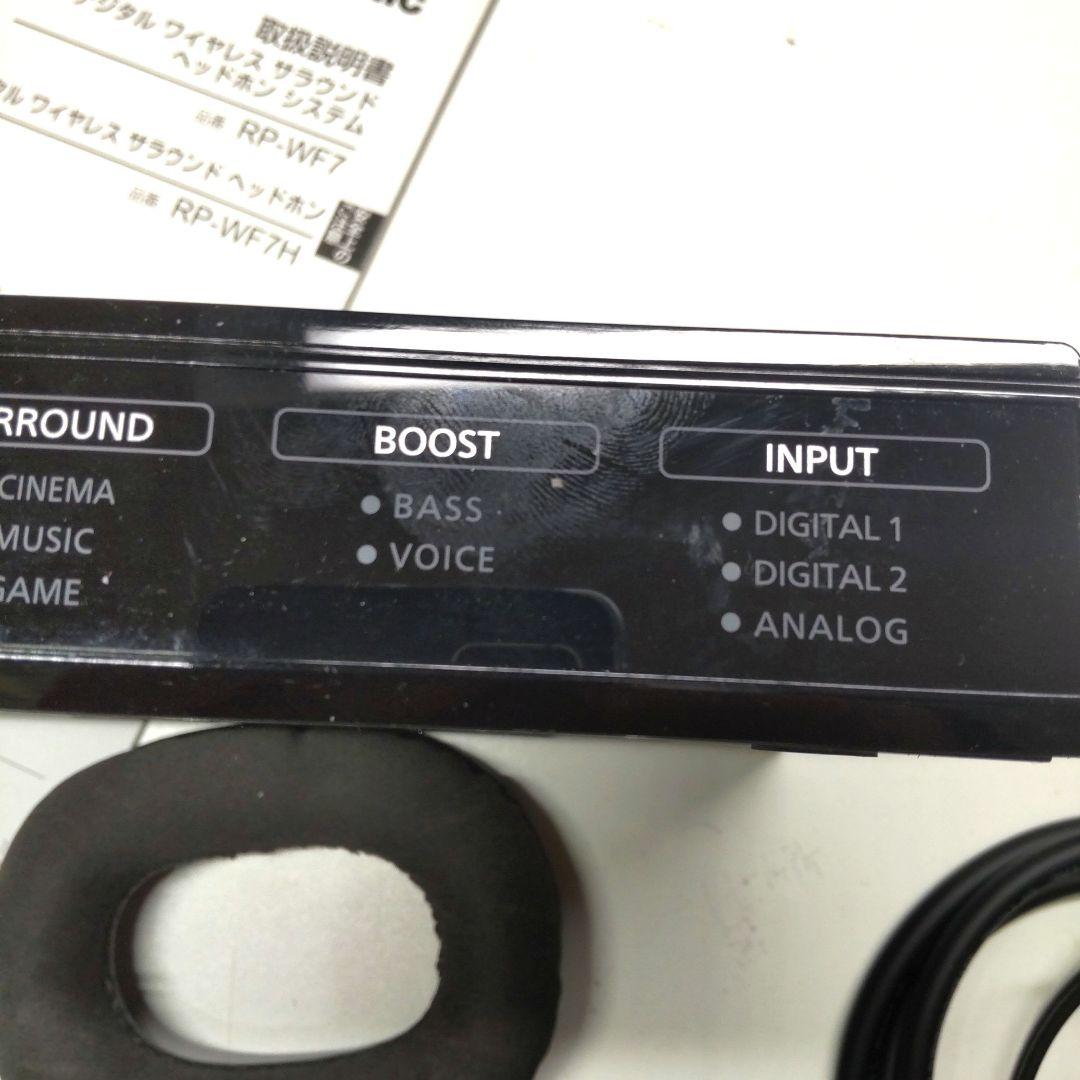 取扱説明書
デジタル ワイヤレス サラウンド
ヘッドホン システム
品番 RP-WF7
タル ワイヤレス サラウンド ヘッドホン
品番 RP-WF7H
RROUND
CINEMA
MUSIC
GAME
BOOST
BASS
VOICE
INPUT
DIGITAL 1
DIGITAL 2
ANALOG